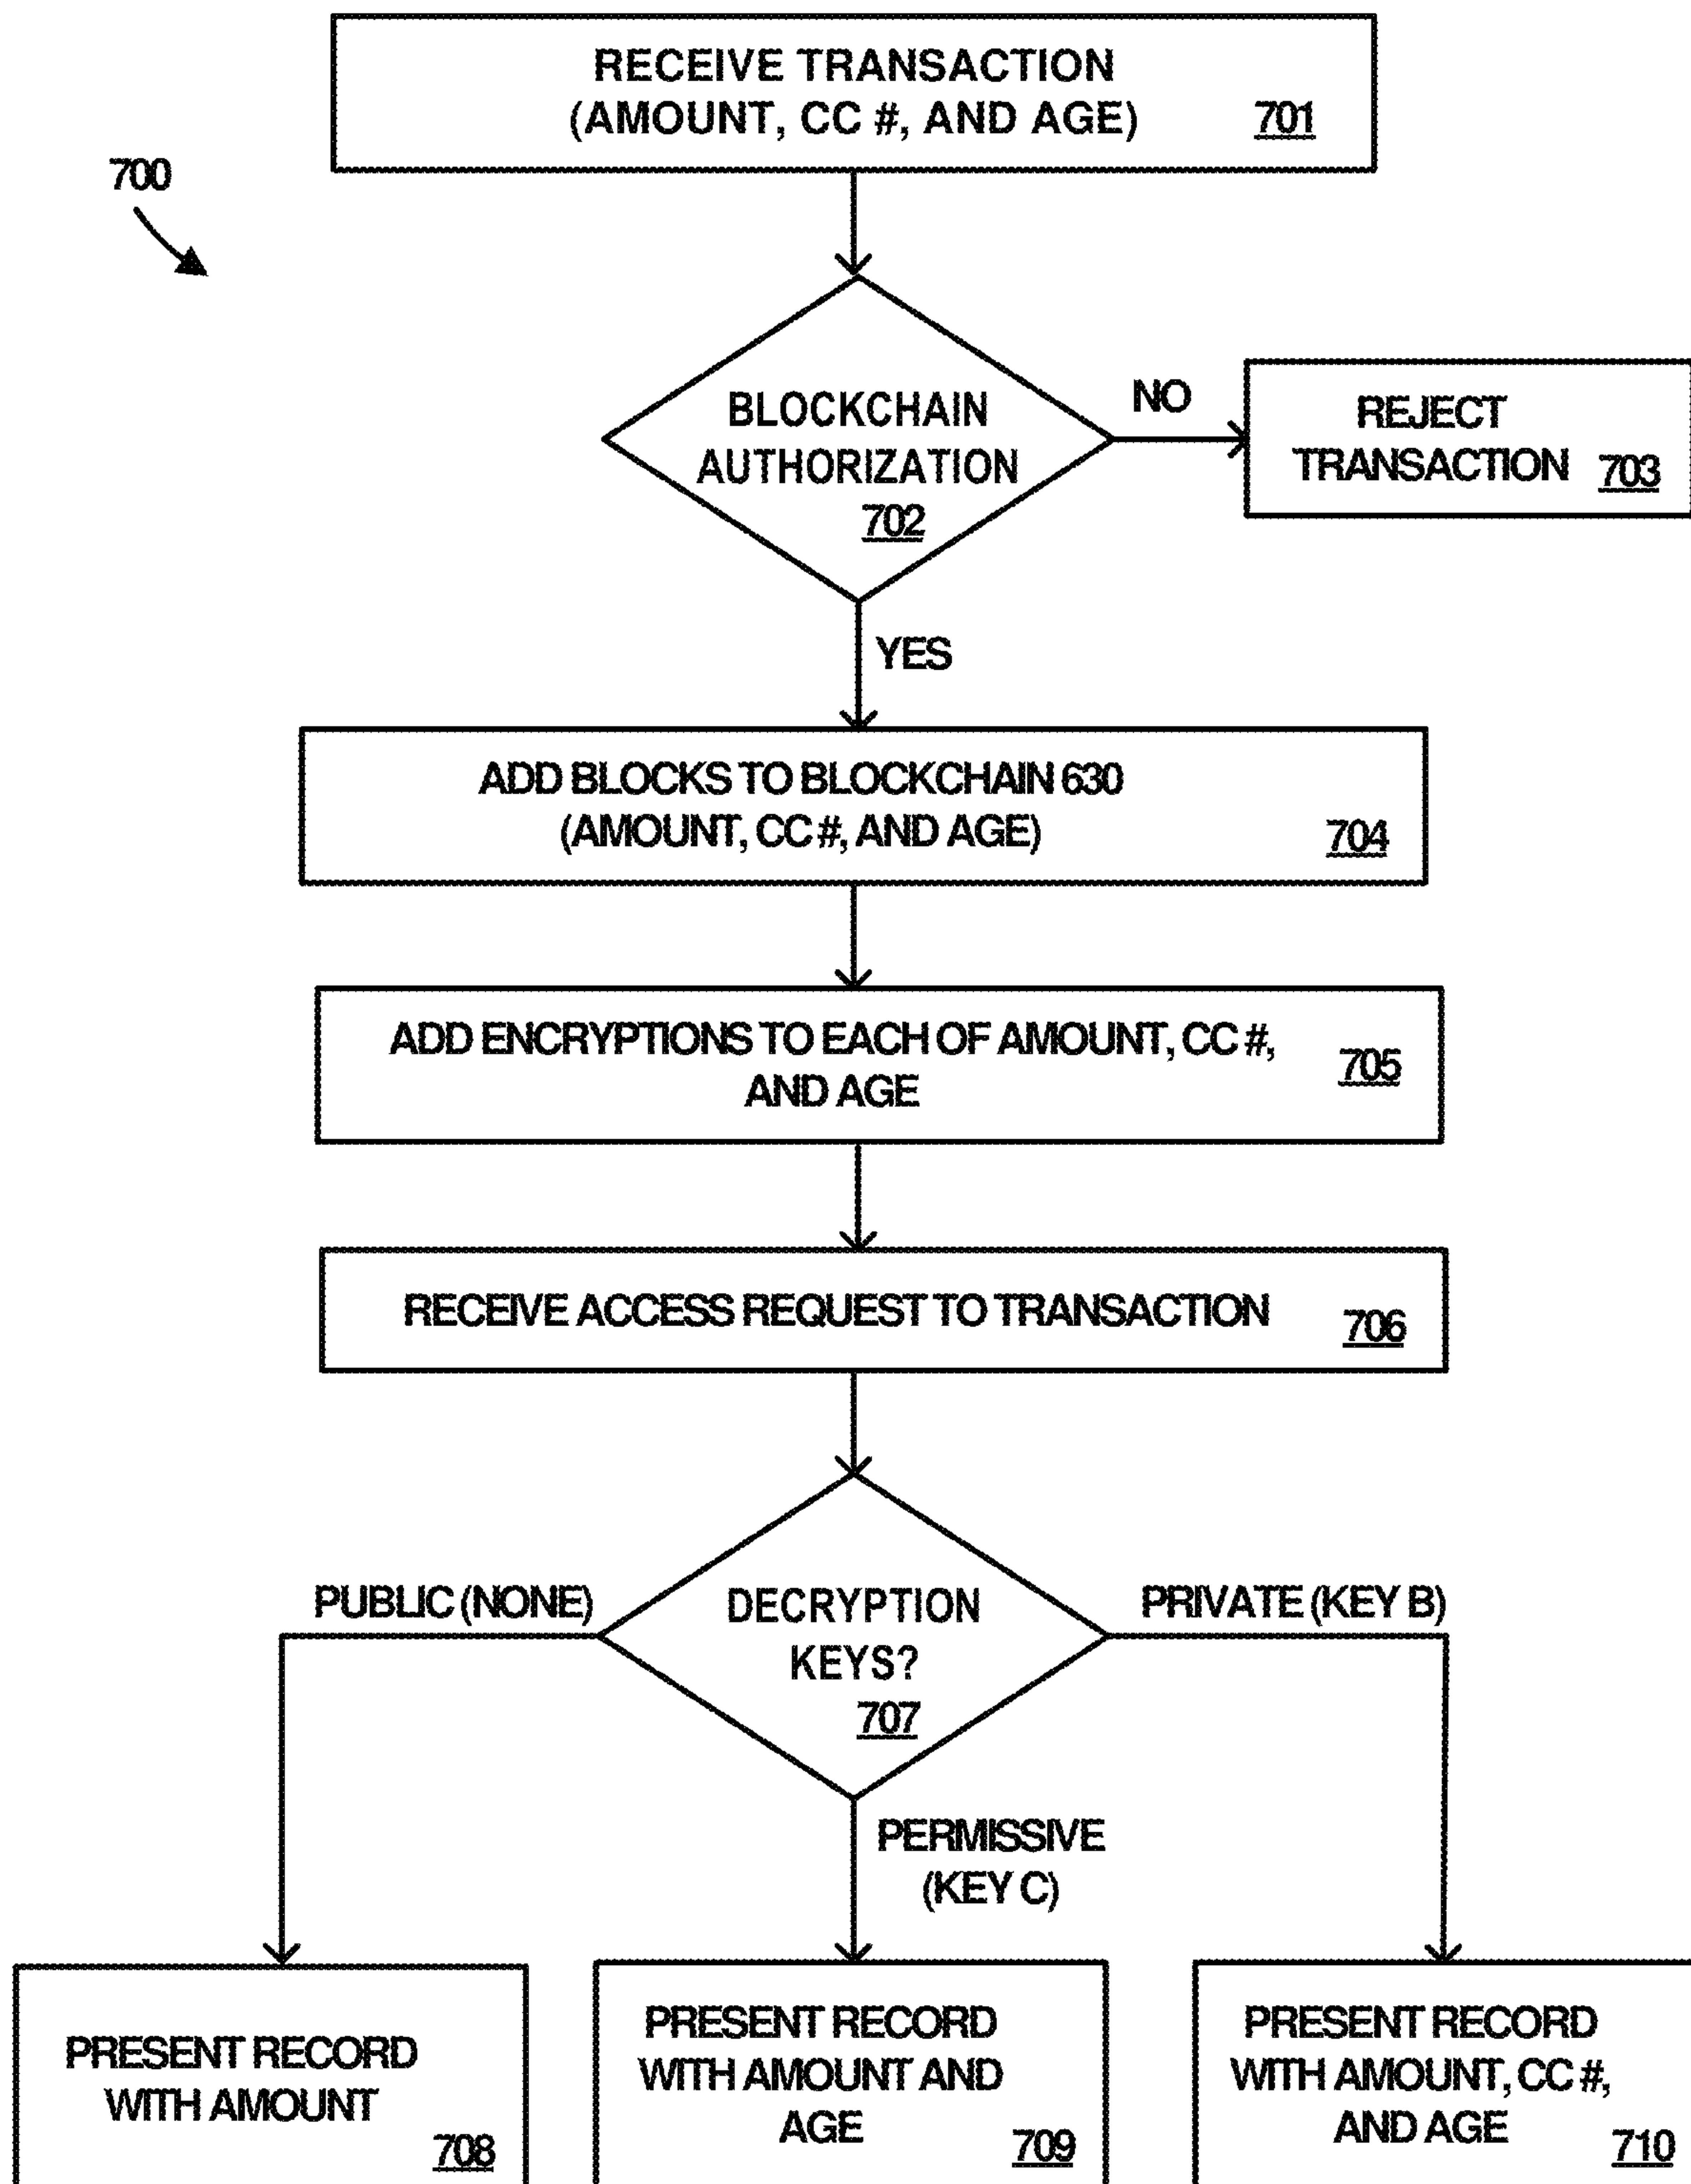 RECEIVE TRANSACTION
(AMOUNT, CC #, AND AGE) 701
700
BLOCKCHAIN
AUTHORIZATION
702
NO
REJECT
TRANSACTION 703
YES
ADD BLOCKS TO BLOCKCHAIN 630
(AMOUNT, CC #, AND AGE) 704
ADD ENCRYPTIONS TO EACH OF AMOUNT, CC #,
AND AGE 705
RECEIVE ACCESS REQUEST TO TRANSACTION 706
PUBLIC (NONE)
DECRYPTION
KEYS?
707
PRIVATE (KEY B)
PERMISSIVE
(KEY C)
PRESENT RECORD
WITH AMOUNT
708
PRESENT RECORD
WITH AMOUNT AND
AGE 709
PRESENT RECORD
WITH AMOUNT, CC #,
AND AGE 710